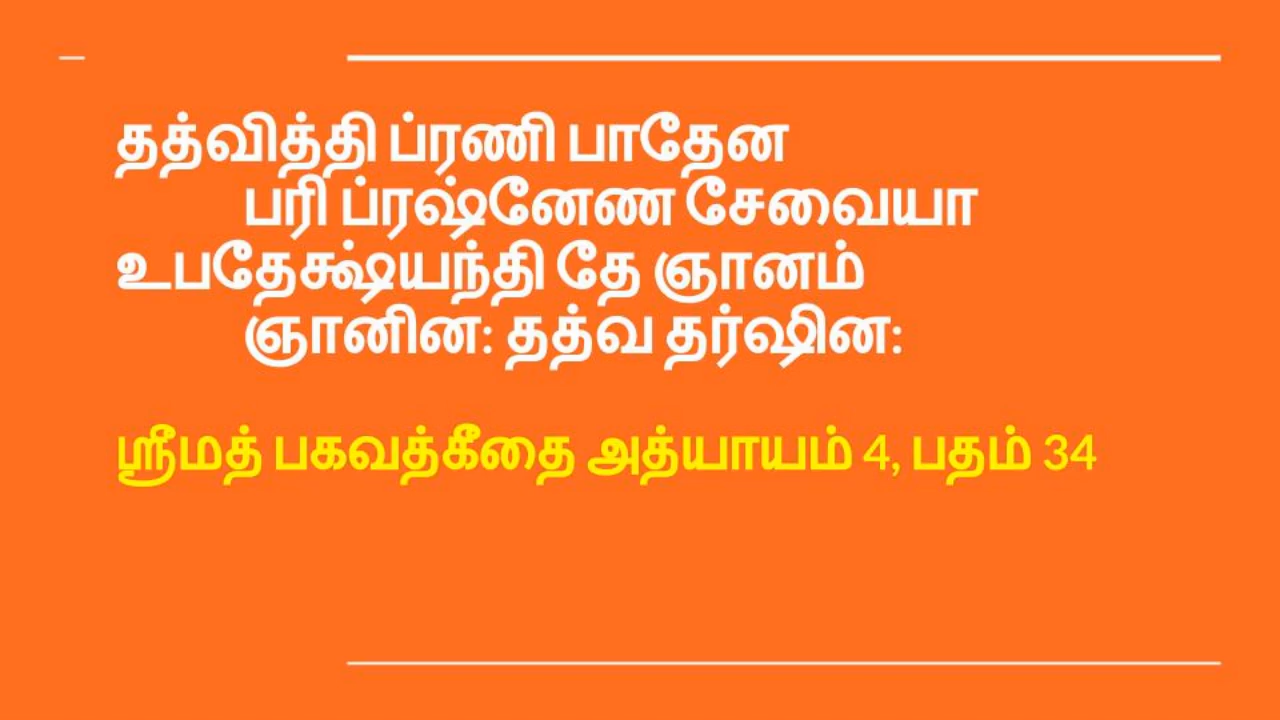 தத்வித்தி ப்ரணி பாதேன
பரி ப்ரஷ்னேண சேவையா
உபதேக்ஷ்யந்தி தே ஞானம்
ஞானின: தத்வ தர்ஷின:
ஸ்ரீமத் பகவத்கீதை அத்யாயம் 4, பதம் 34